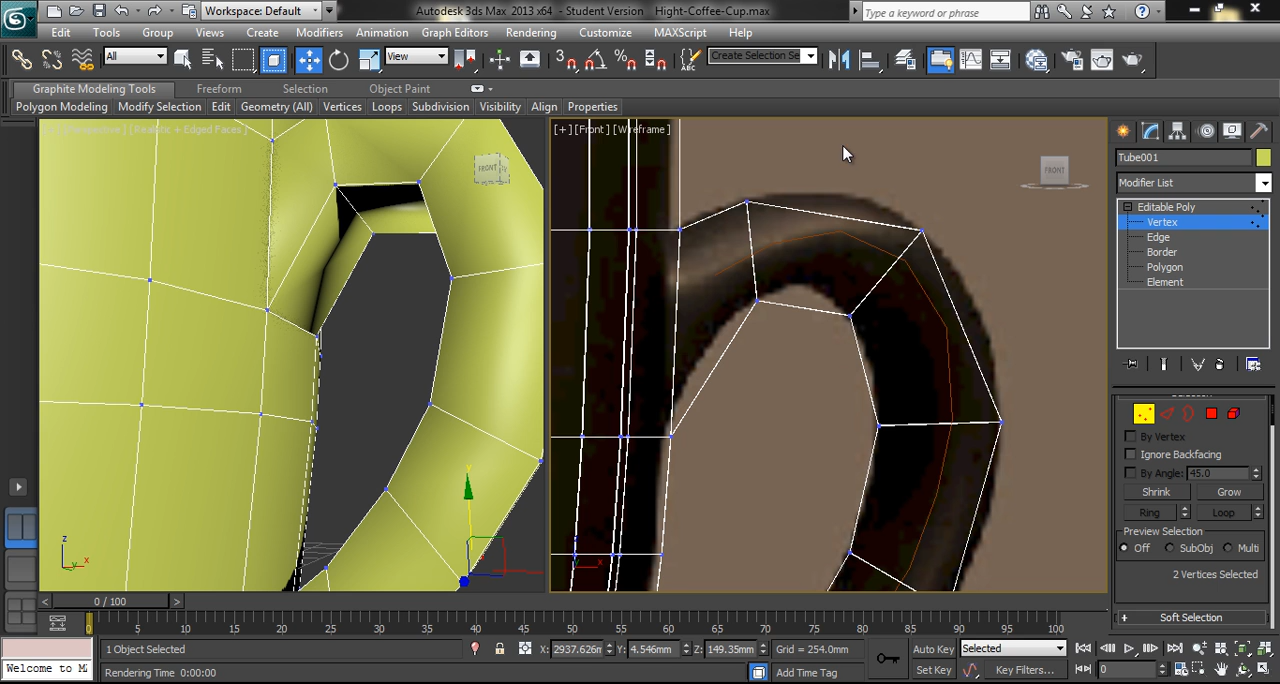 Workspace: Default
Autodesk 3ds Max  2013 x64  - Student Version    Hight-Coffee-Cup.max
Type a keyword or phrase
Edit Tools Group Views Create Modifiers Animation Graph Editors Rendering Customize MAXScript Help
All View 3 Create Selection Se
Graphite Modeling Tools Freeform Selection Object Paint
Polygon Modeling Modify Selection Edit Geometry (All) Vertices Loops Subdivision Visibility Align Properties
[Realistic + Edged Faces]
[+] [Front] [Wireframe]
FRONT
FRONT
Tube001
Modifier List
Editable Poly
Vertex
Edge
Border
Polygon
Element
By Vertex
Ignore Backfacing
By Angle: 45.0
Shrink Grow
Ring Loop
Preview Selection
Off SubObj Multi
2 Vertices Selected
+ Soft Selection
z
x
y
z
x
< 0 / 100 >
0 5 10 15 20 25 30 35 40 45 50 55 60 65 70 75 80 85 90 95 100
1 Object Selected X: 2937.626m Y: 4.546mm Z: 149.35mm Grid = 254.0mm Auto Key Selected
Welcome to M Rendering Time  0:00:00 Add Time Tag Set Key Key Filters... 0